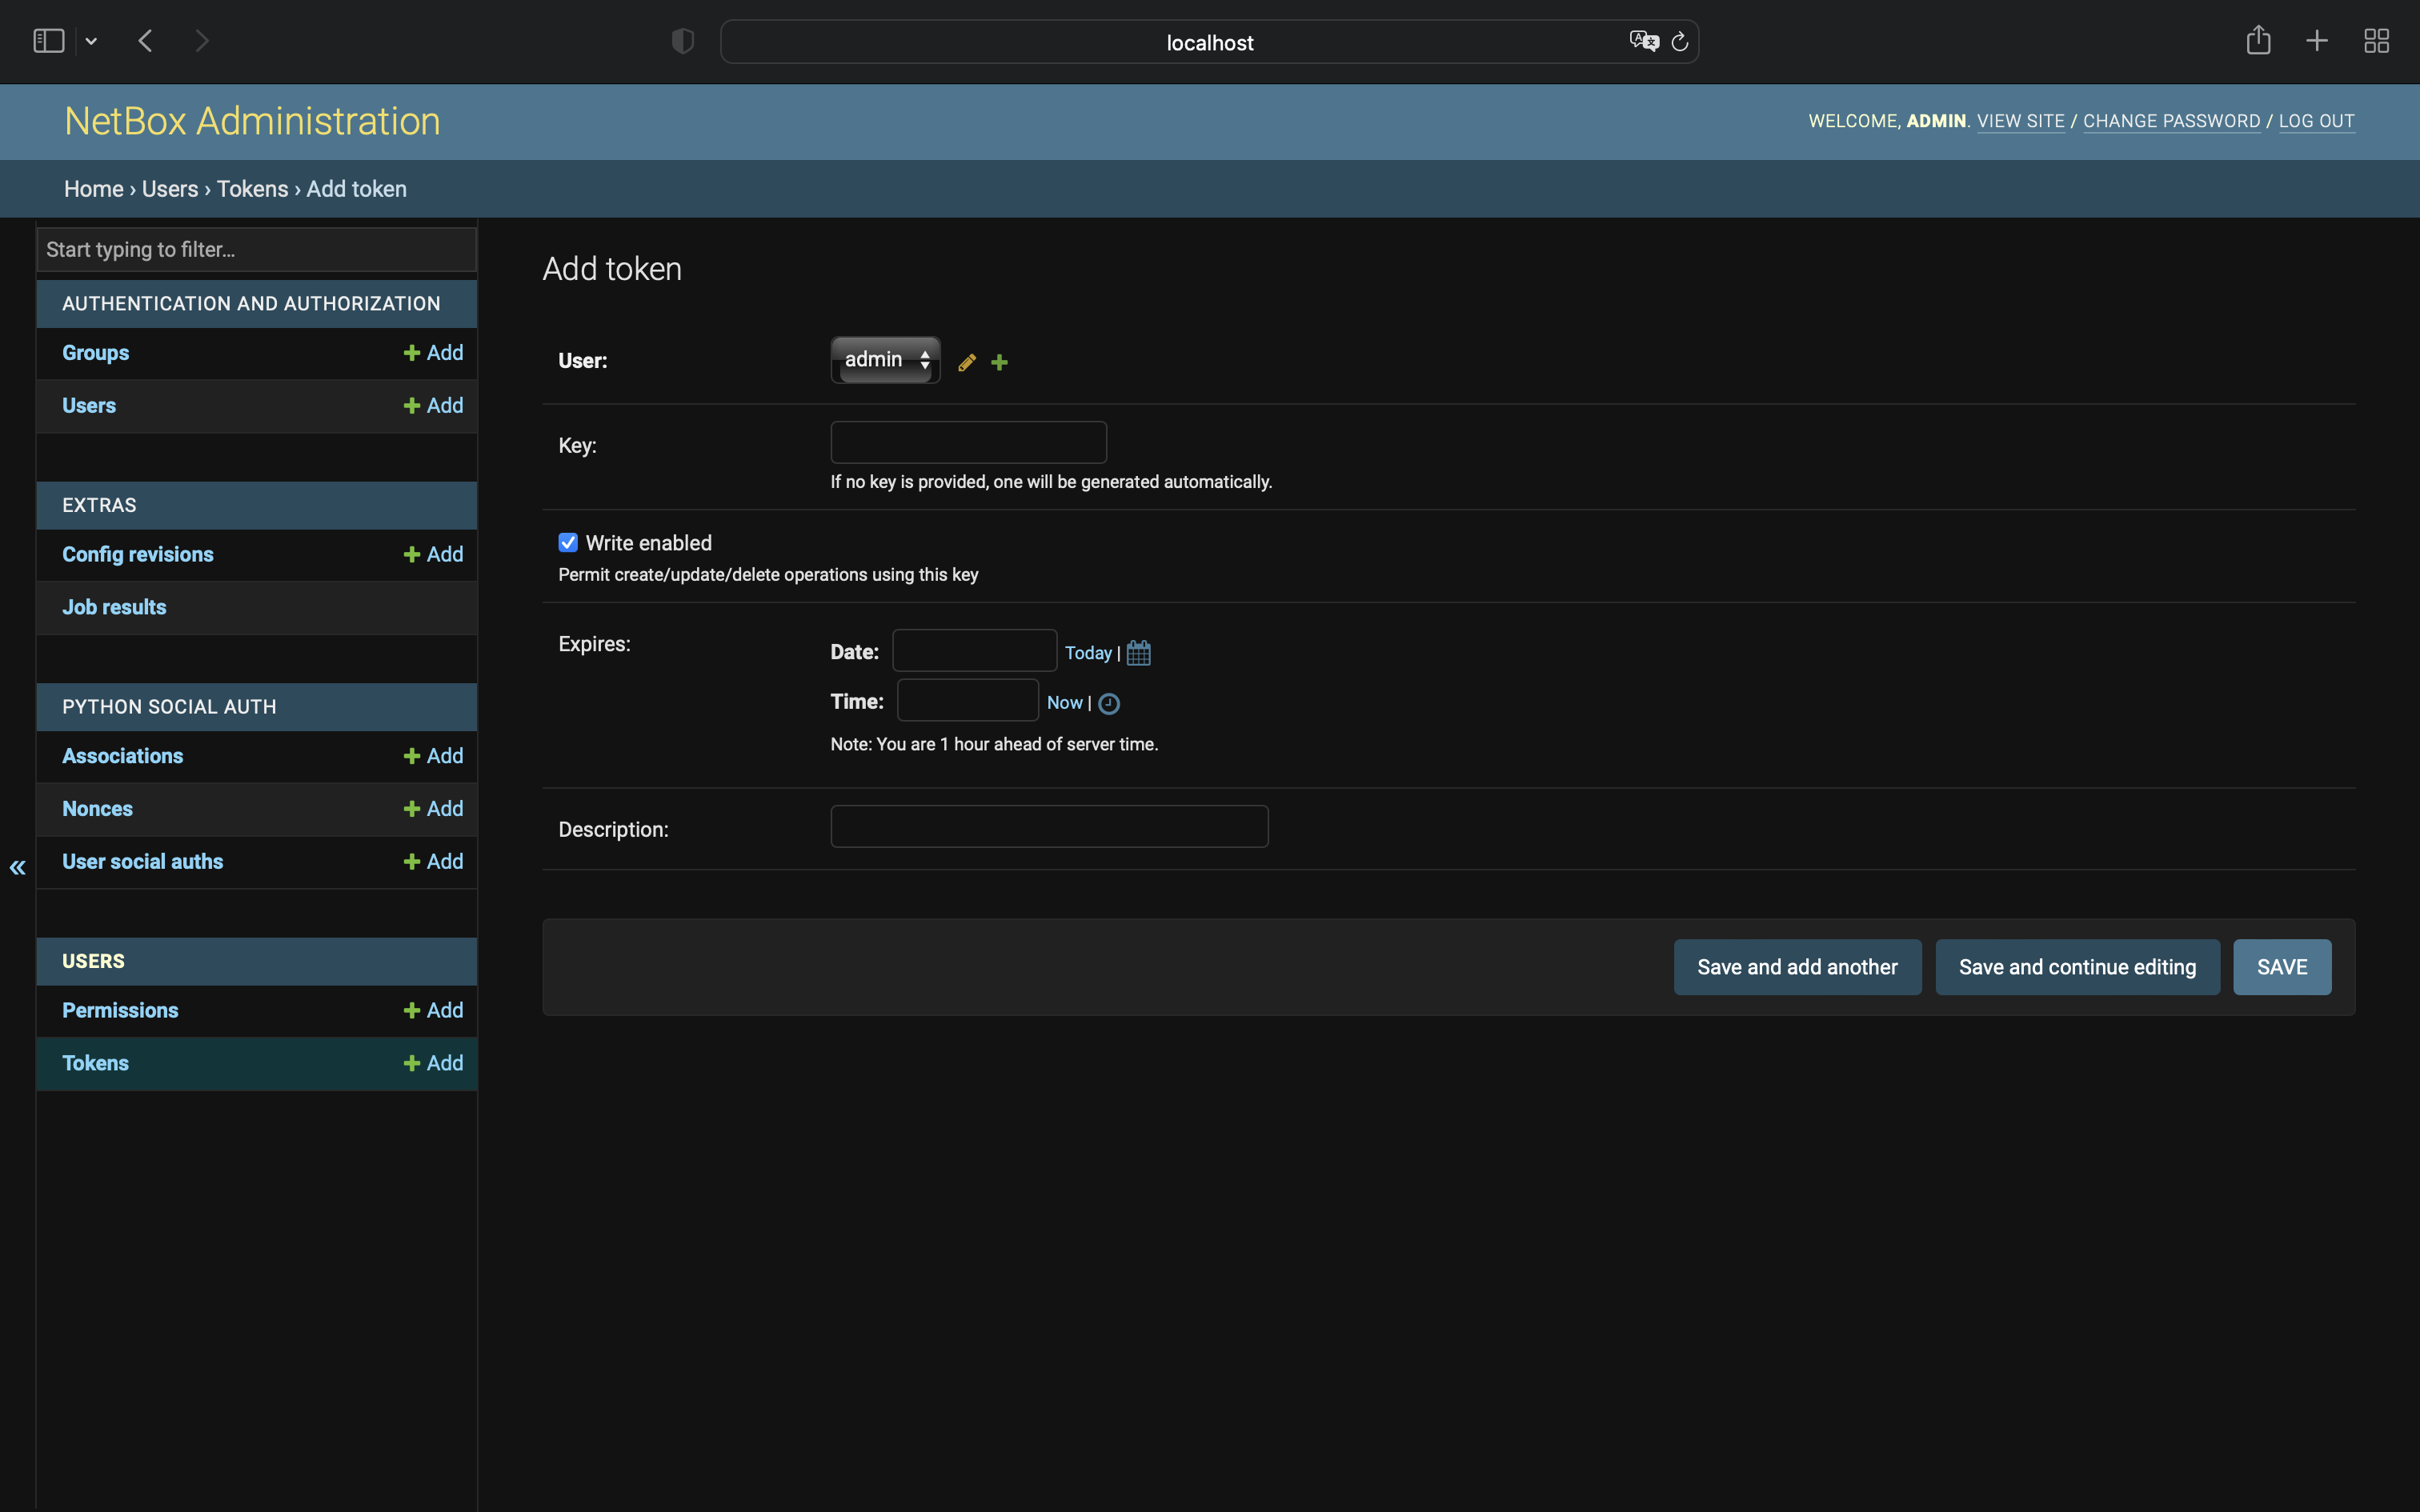 localhost
NetBox Administration
WELCOME, ADMIN. VIEW SITE / CHANGE PASSWORD / LOG OUT
Home › Users › Tokens › Add token
Start typing to filter...
AUTHENTICATION AND AUTHORIZATION
Groups + Add
Users + Add
EXTRAS
Config revisions + Add
Job results
PYTHON SOCIAL AUTH
Associations + Add
Nonces + Add
User social auths + Add
«
USERS
Permissions + Add
Tokens + Add
Add token
User: admin
Key:
If no key is provided, one will be generated automatically.
Write enabled
Permit create/update/delete operations using this key
Expires:
Date: Today |
Time: Now |
Note: You are 1 hour ahead of server time.
Description:
Save and add another
Save and continue editing
SAVE